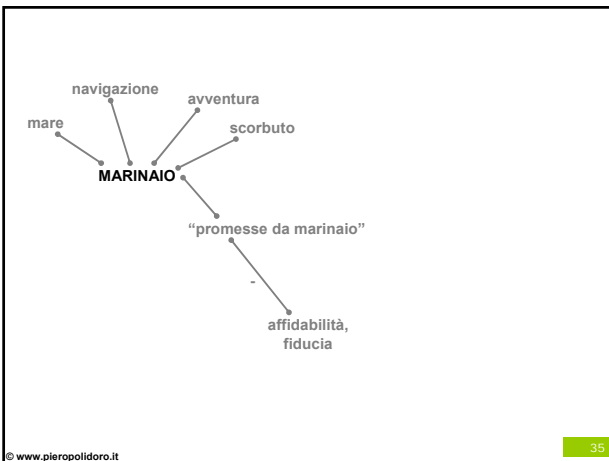 navigazione
avventura
mare
scorbuto
MARINAIO
“promesse da marinaio”
-
affidabilità,
fiducia
35
© www.pieropolidoro.it